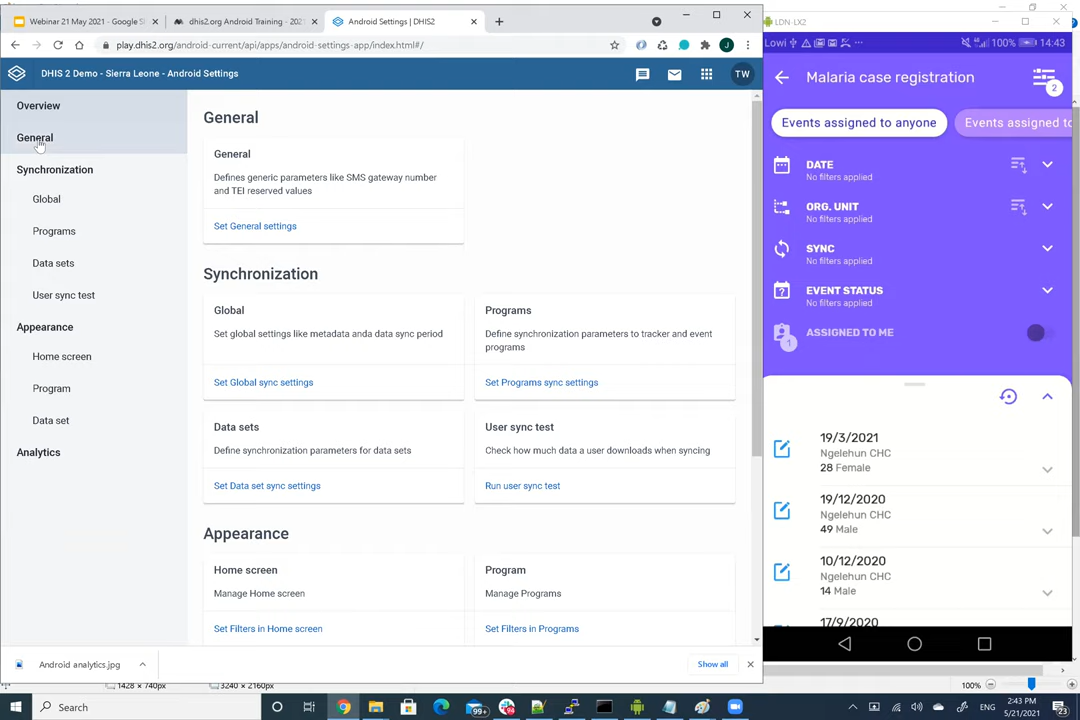 Webinar 21 May 2021 - Google S
dhis2.org Android Training - 202
Android Settings | DHIS2
play.dhis2.org/android-current/api/apps/android-settings-app/index.html#/
J
DHIS 2 Demo - Sierra Leone - Android Settings
TW
Overview
General
Synchronization
Global
Programs
Data sets
User sync test
Appearance
Home screen
Program
Data set
Analytics
General
General
Defines generic parameters like SMS gateway number
and TEI reserved values
Set General settings
Synchronization
Global
Set global settings like metadata anda data sync period
Set Global sync settings
Programs
Define synchronization parameters to tracker and event
programs
Set Programs sync settings
Data sets
Define synchronization parameters for data sets
Set Data set sync settings
User sync test
Check how much data a user downloads when syncing
Run user sync test
Appearance
Home screen
Manage Home screen
Set Filters in Home screen
Program
Manage Programs
Set Filters in Programs
Android analytics.jpg
Show all
1428 × 740px
3240 × 2160px
100%
LDN-LX2
Lowi
100%
14:43
Malaria case registration
2
Events assigned to anyone
Events assigned to
DATE
No filters applied
ORG. UNIT
No filters applied
SYNC
No filters applied
EVENT STATUS
No filters applied
ASSIGNED TO ME
1
19/3/2021
Ngelehun CHC
28 Female
19/12/2020
Ngelehun CHC
49 Male
10/12/2020
Ngelehun CHC
14 Male
17/9/2020
Search
99+
94
ENG
2:43 PM
5/21/2021
23